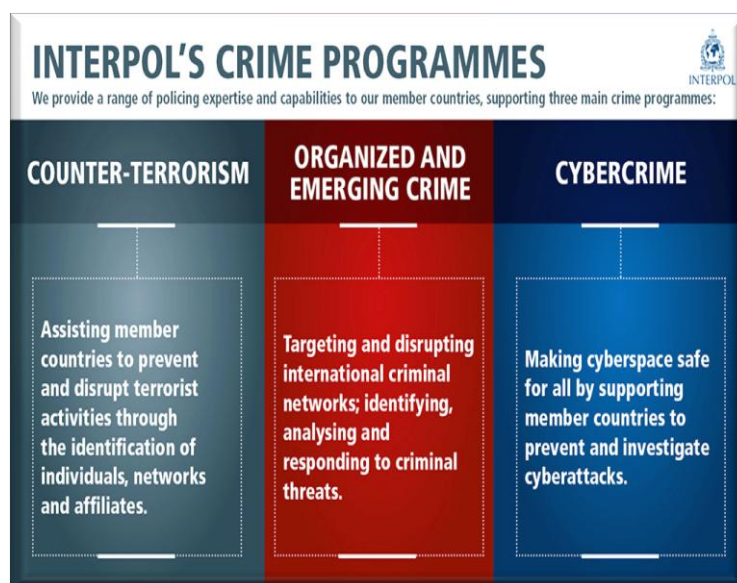 INTERPOL'S CRIME PROGRAMMES
INTERPOL
We provide a range of policing expertise and capabilities to our member countries, supporting three main crime programmes:
COUNTER-TERRORISM
Assisting member
countries to prevent
and disrupt terrorist
activities through
the identification of
individuals, networks
and affiliates.
ORGANIZED AND
EMERGING CRIME
Targeting and disrupting
international criminal
networks; identifying,
analysing and
responding to criminal
threats.
CYBERCRIME
Making cyberspace safe
for all by supporting
member countries to
prevent and investigate
cyberattacks.